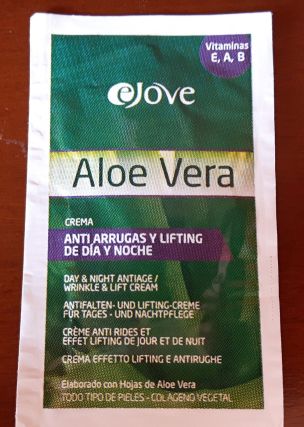 Vitaminas
E, A, B
eJove
Aloe Vera
CREMA
ANTI ARRUGAS Y LIFTING
DE DÍA Y NOCHE
DAY & NIGHT ANTIAGE /
WRINKLE & LIFT CREAM
ANTIFALTEN- UND LIFTING-CREME
FÜR TAGES - UND NACHTPFLEGE
CRÈME ANTI RIDES ET
EFFET LIFTING DE JOUR ET DE NUIT
CREMA EFFETTO LIFTING E ANTIRUGHE
Elaborado con Hojas de Aloe Vera
TODO TIPO DE PIELES - COLÁGENO VEGETAL